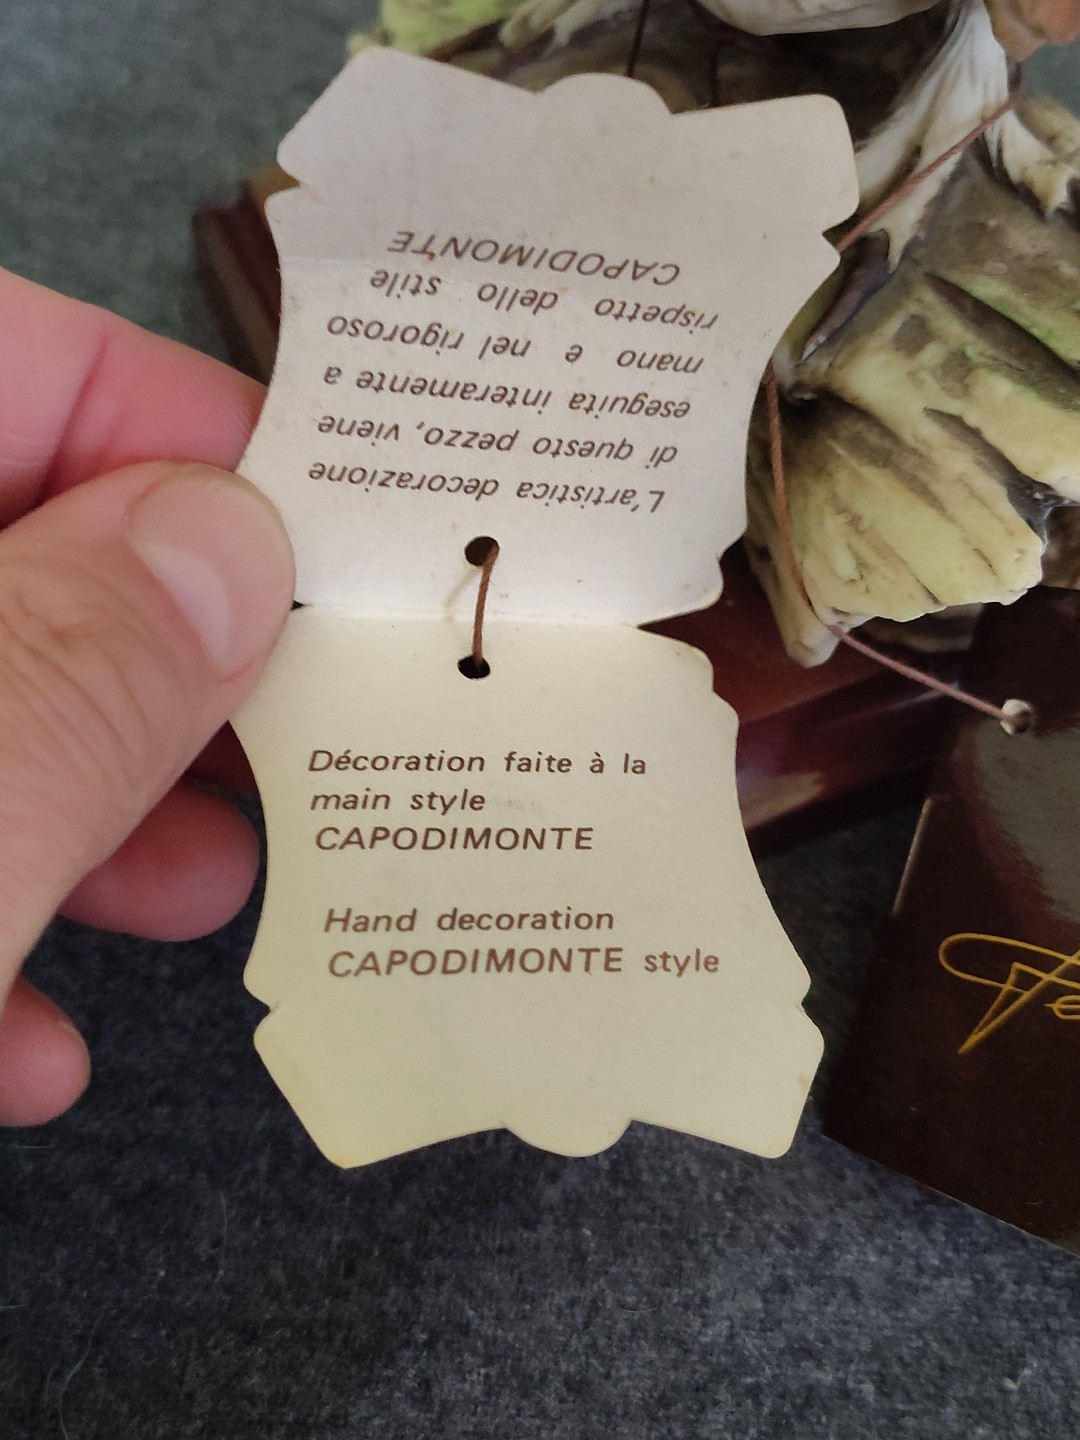 L'artistica decorazione
di questo pezzo, viene
eseguita interamente a
mano e nel rigoroso
rispetto dello stile
CAPODIMONTE
Décoration faite à la
main style
CAPODIMONTE
Hand decoration
CAPODIMONTE style